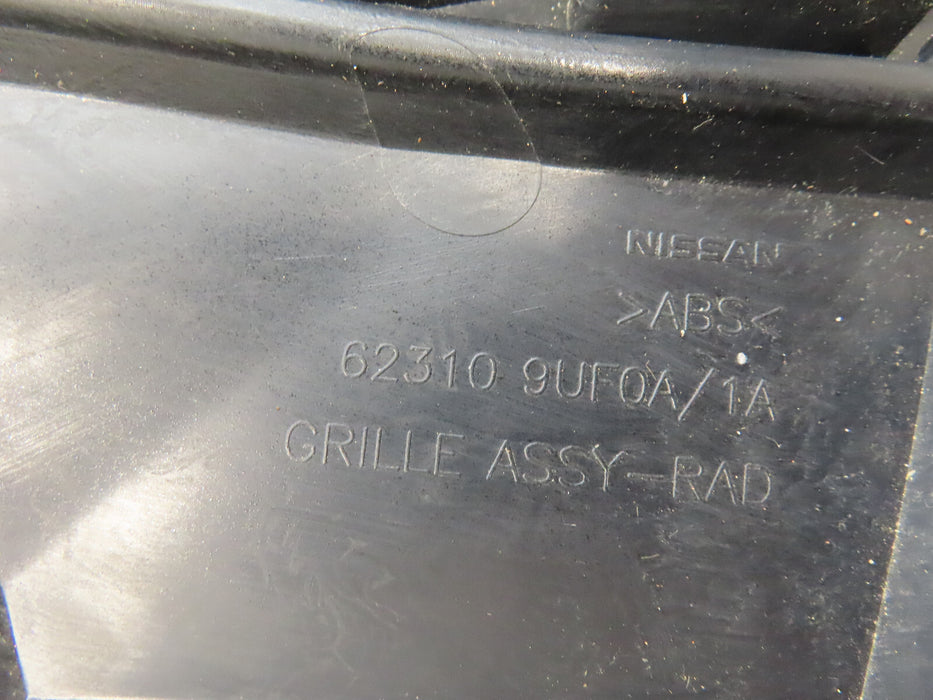 NISSAN
>ABS<
62310 9UF0A/1A
GRILLE ASSY-RAD